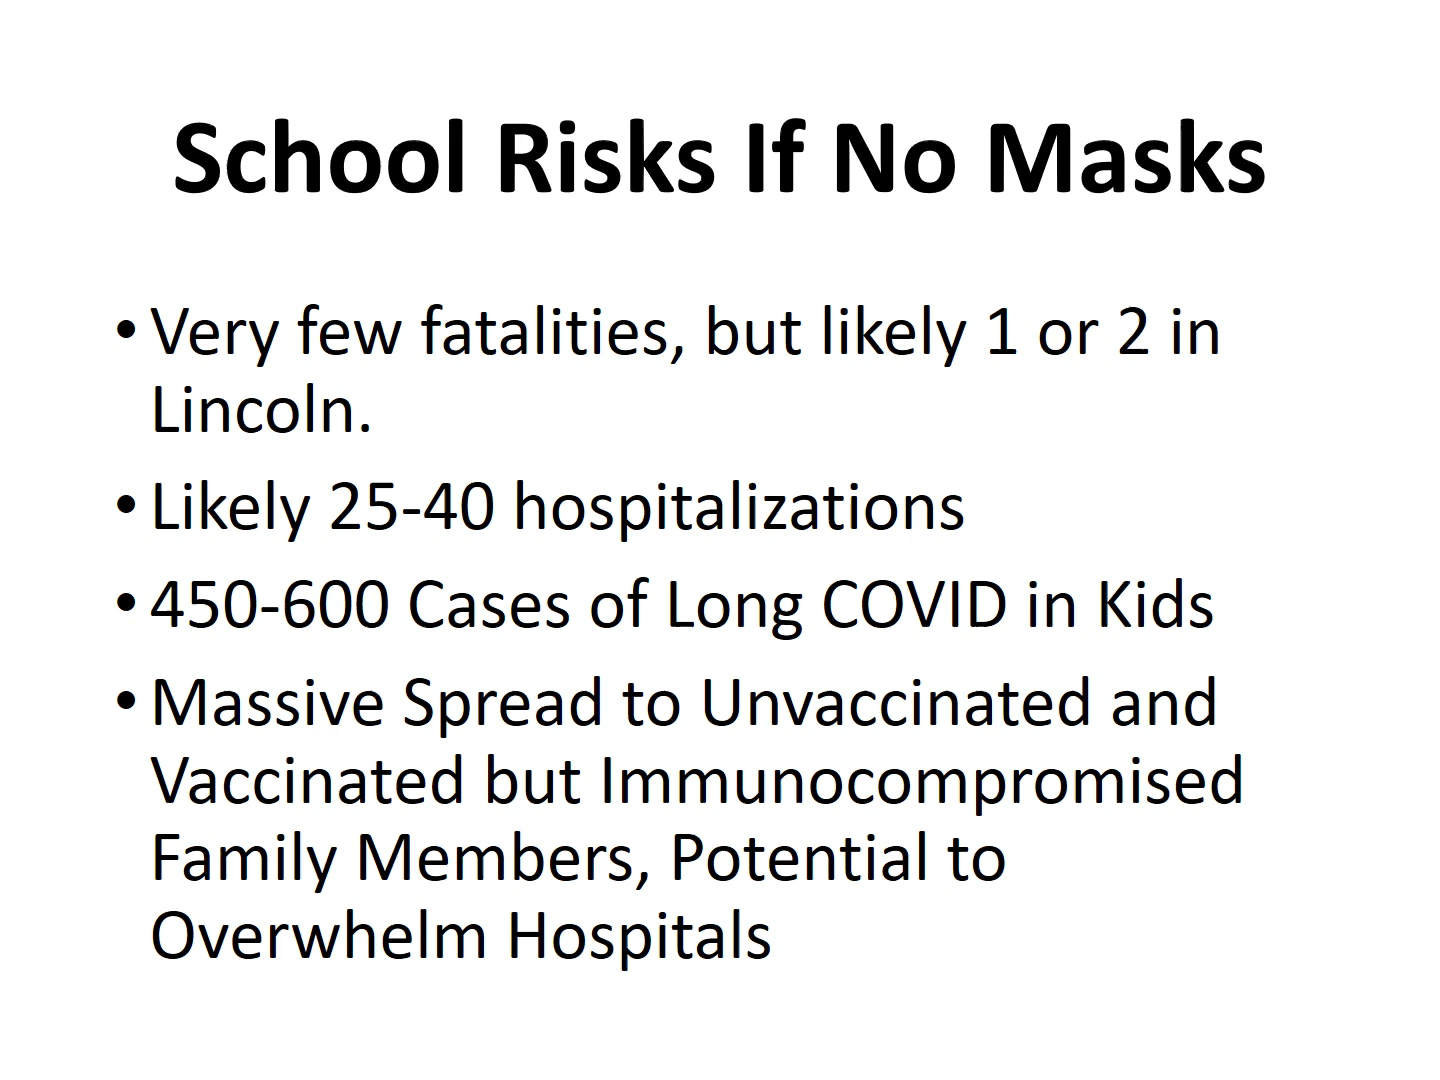 School Risks If No Masks
• Very few fatalities, but likely 1 or 2 in
Lincoln.
• Likely 25-40 hospitalizations
• 450-600 Cases of Long COVID in Kids
• Massive Spread to Unvaccinated and
Vaccinated but Immunocompromised
Family Members, Potential to
Overwhelm Hospitals